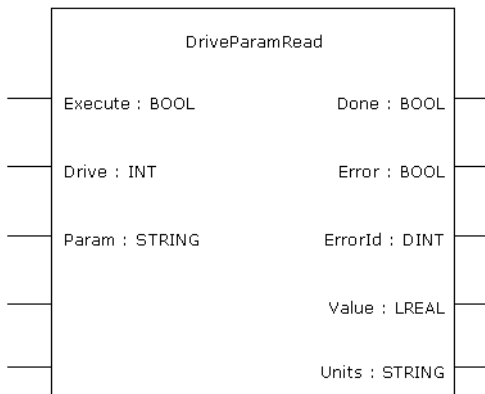 DriveParamRead
Execute : BOOL Done : BOOL
Drive : INT Error : BOOL
Param : STRING ErrorId : DINT
Value : LREAL
Units : STRING